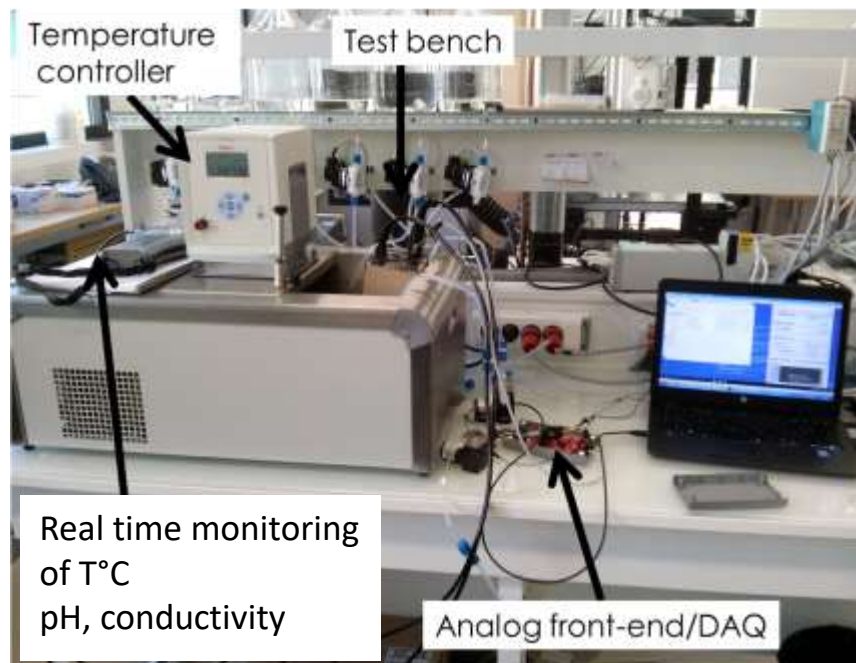 Temperature
controller
Test bench
Real time monitoring
of T°C
pH, conductivity
Analog front-end/DAQ